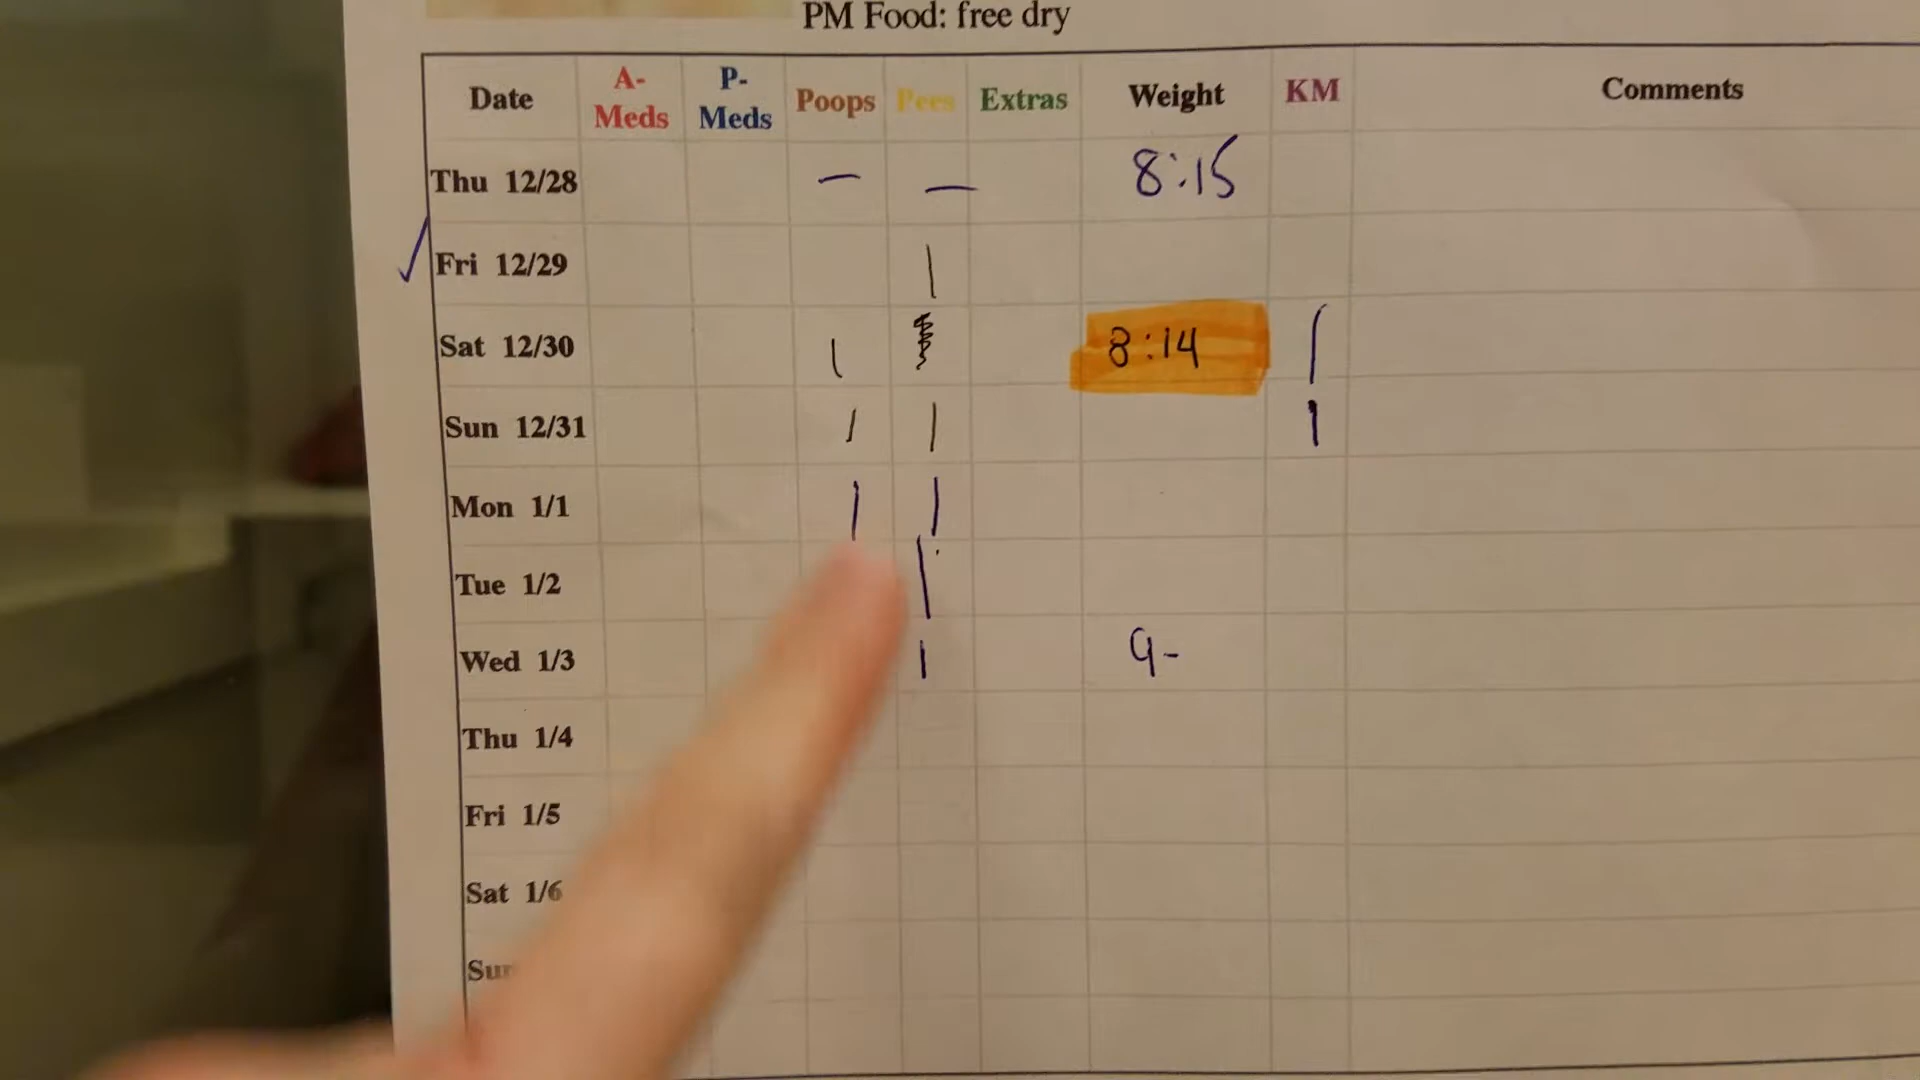 PM Food: free dry
Date A-Meds P-Meds Poops Pees Extras Weight KM Comments
Thu 12/28 — — 8:15
✓ Fri 12/29 |
Sat 12/30 | 8:14 |
Sun 12/31 | | |
Mon 1/1 | |
Tue 1/2 |
Wed 1/3 | 9-
Thu 1/4
Fri 1/5
Sat 1/6